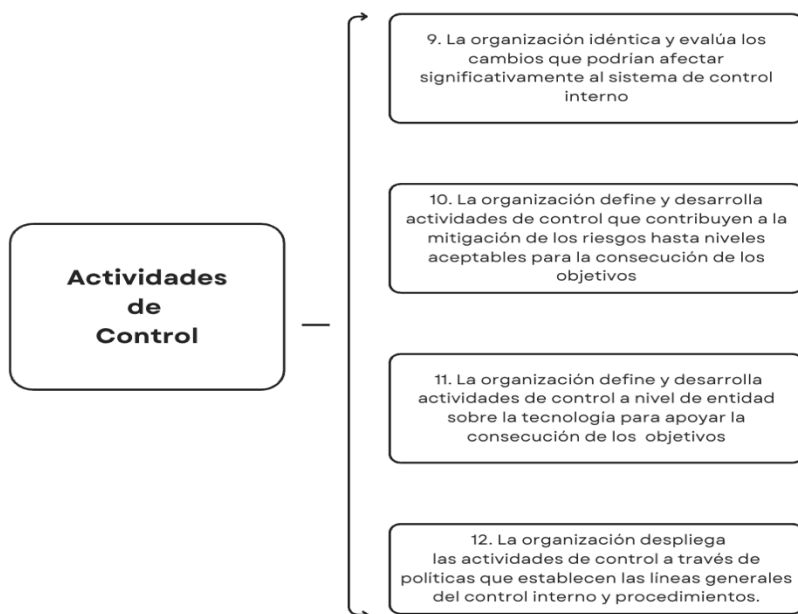 Actividades
de
Control
9. La organización idéntica y evalúa los
cambios que podrían afectar
significativamente al sistema de control
interno
10. La organización define y desarrolla
actividades de control que contribuyen a la
mitigación de los riesgos hasta niveles
aceptables para la consecución de los
objetivos
11. La organización define y desarrolla
actividades de control a nivel de entidad
sobre la tecnología para apoyar la
consecución de los objetivos
12. La organización despliega
las actividades de control a través de
políticas que establecen las líneas generales
del control interno y procedimientos.